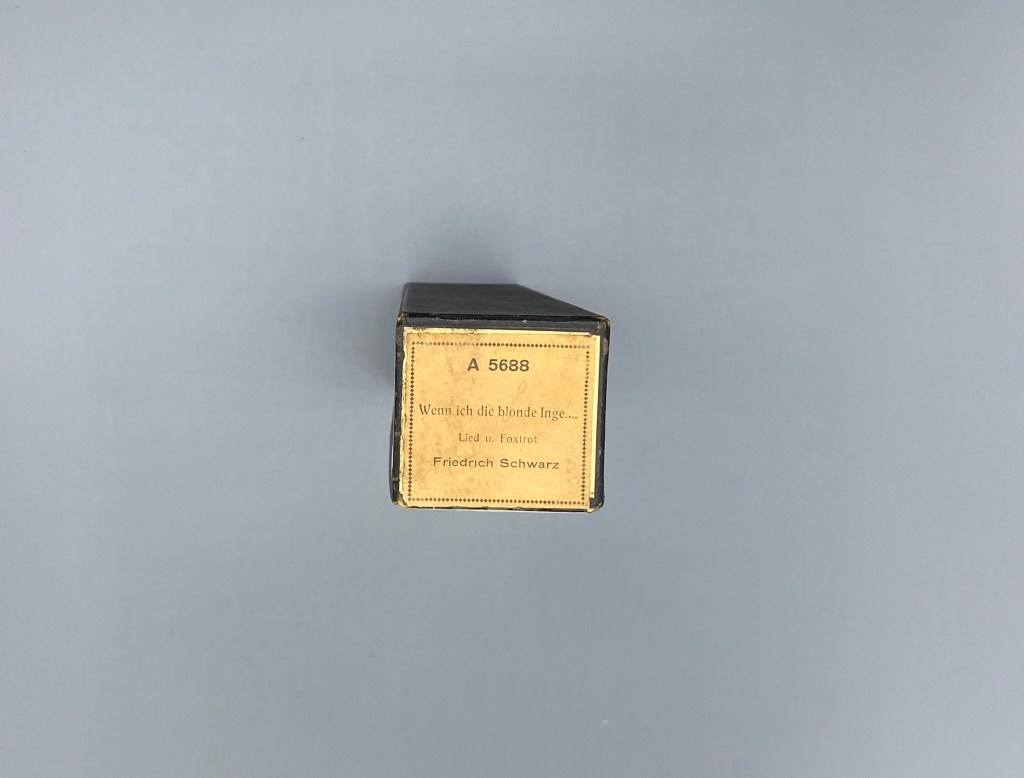 A 5688
Wenn ich die blonde Inge....
Lied u. Foxtrot
Friedrich Schwarz